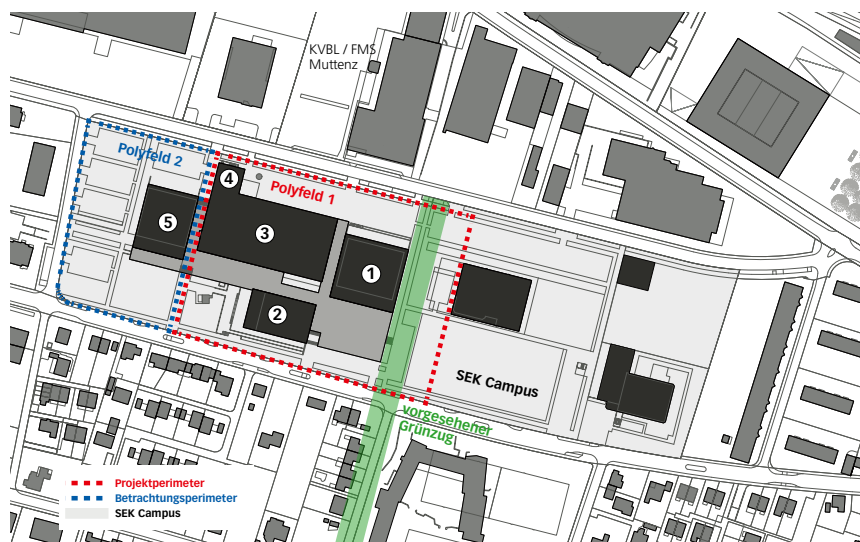 KVBL / FMS
Muttenz
Polyfeld 2
4
Polyfeld 1
5
3
1
2
SEK Campus
vorgesehener
Grünzug
Projektperimeter
Betrachtungsperimeter
SEK Campus